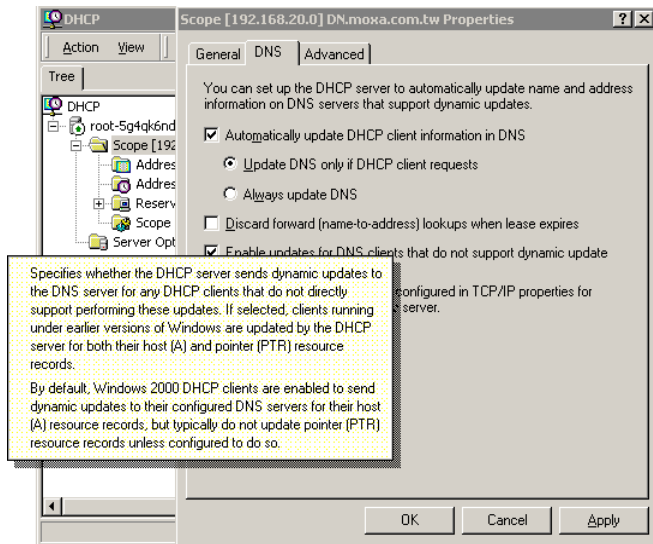 DHCP
Action View
Tree
DHCP
root-5g4qk6nd
Scope [192
Addres
Addres
Reserv
Scope
Server Opt
Scope [192.168.20.0] DN.moxa.com.tw Properties
General DNS Advanced
You can set up the DHCP server to automatically update name and address
information on DNS servers that support dynamic updates.
Automatically update DHCP client information in DNS
Update DNS only if DHCP client requests
Always update DNS
Discard forward (name-to-address) lookups when lease expires
Enable updates for DNS clients that do not support dynamic update
configured in TCP/IP properties for
server.
Specifies whether the DHCP server sends dynamic updates to
the DNS server for any DHCP clients that do not directly
support performing these updates. If selected, clients running
under earlier versions of Windows are updated by the DHCP
server for both their host (A) and pointer (PTR) resource
records.
By default, Windows 2000 DHCP clients are enabled to send
dynamic updates to their configured DNS servers for their host
(A) resource records, but typically do not update pointer (PTR)
resource records unless configured to do so.
OK Cancel Apply